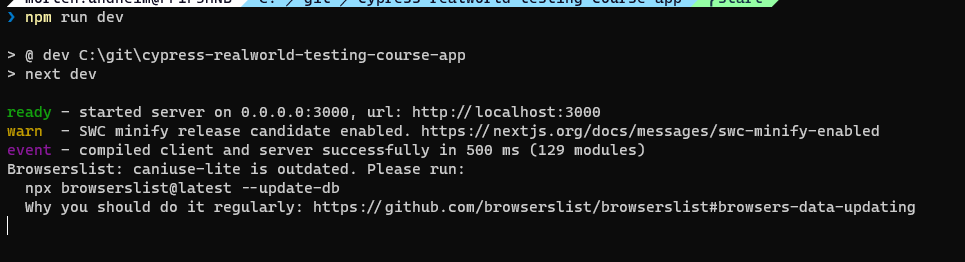 C: / git / cypress-realworld-testing-course-app start
❯ npm run dev
> @ dev C:\git\cypress-realworld-testing-course-app
> next dev
ready - started server on 0.0.0.0:3000, url: http://localhost:3000
warn - SWC minify release candidate enabled. https://nextjs.org/docs/messages/swc-minify-enabled
event - compiled client and server successfully in 500 ms (129 modules)
Browserslist: caniuse-lite is outdated. Please run:
npx browserslist@latest --update-db
Why you should do it regularly: https://github.com/browserslist/browserslist#browsers-data-updating